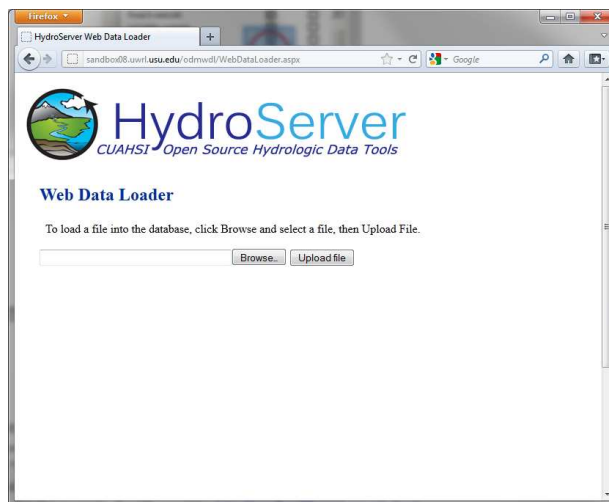 Firefox
HydroServer Web Data Loader
sandbox08.uwrl.usu.edu/odmwdl/WebDataLoader.aspx
Google
HydroServer
CUAHSI Open Source Hydrologic Data Tools
Web Data Loader
To load a file into the database, click Browse and select a file, then Upload File.
Browse..
Upload file